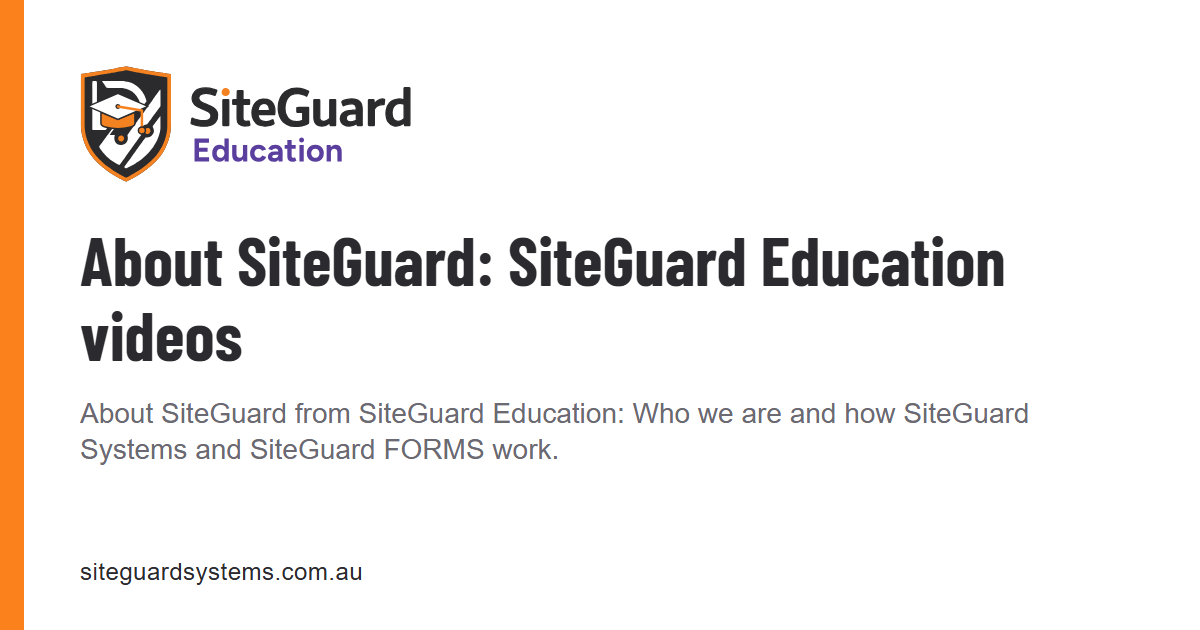 SiteGuard
Education
About SiteGuard: SiteGuard Education
videos
About SiteGuard from SiteGuard Education: Who we are and how SiteGuard
Systems and SiteGuard FORMS work.
siteguardsystems.com.au